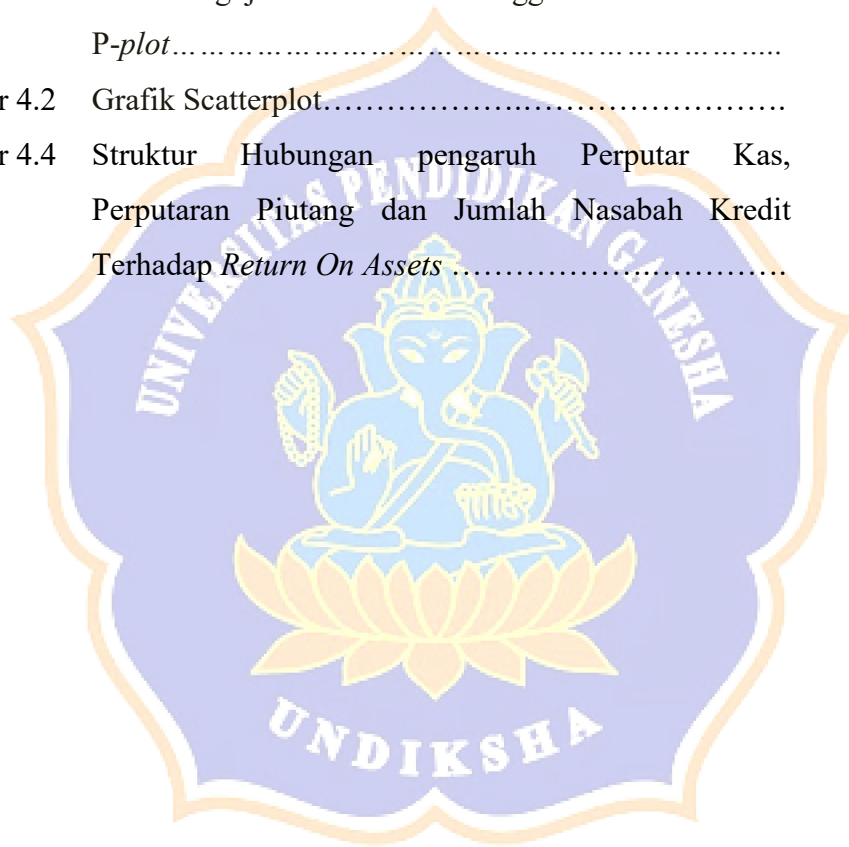 P-plot………………………………………………………..
r 4.2 Grafik Scatterplot………………..…………………….
r 4.4 Struktur Hubungan pengaruh Perputar Kas,
Perputaran Piutang dan Jumlah Nasabah Kredit
Terhadap Return On Assets ………………..…………….
UNIVERSITAS PENDIDIKAN GANESHA
UNDIKSHA